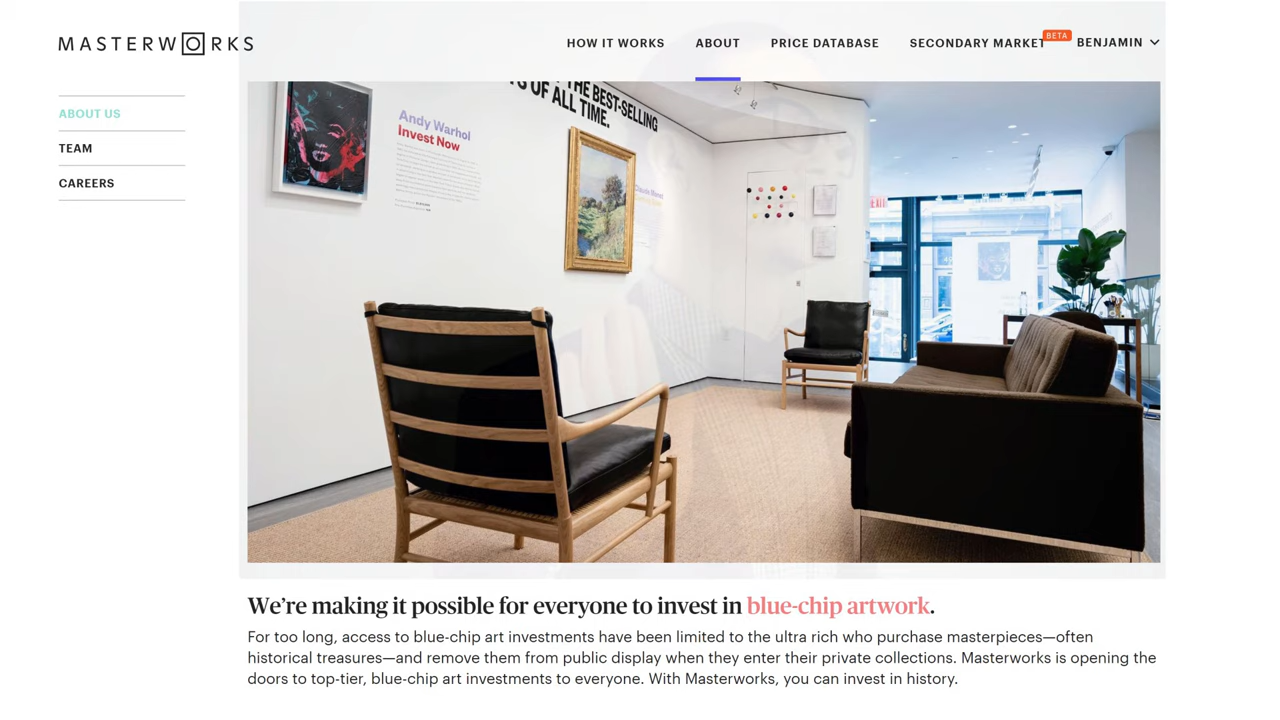 MASTERWORKS
HOW IT WORKS
ABOUT
PRICE DATABASE
SECONDARY MARKET
BETA
BENJAMIN
ABOUT US
TEAM
CAREERS
THE BEST-SELLING
OF ALL TIME.
Andy Warhol
Invest Now
Claude Monet
We’re making it possible for everyone to invest in blue-chip artwork.
For too long, access to blue-chip art investments have been limited to the ultra rich who purchase masterpieces—often
historical treasures—and remove them from public display when they enter their private collections. Masterworks is opening the
doors to top-tier, blue-chip art investments to everyone. With Masterworks, you can invest in history.